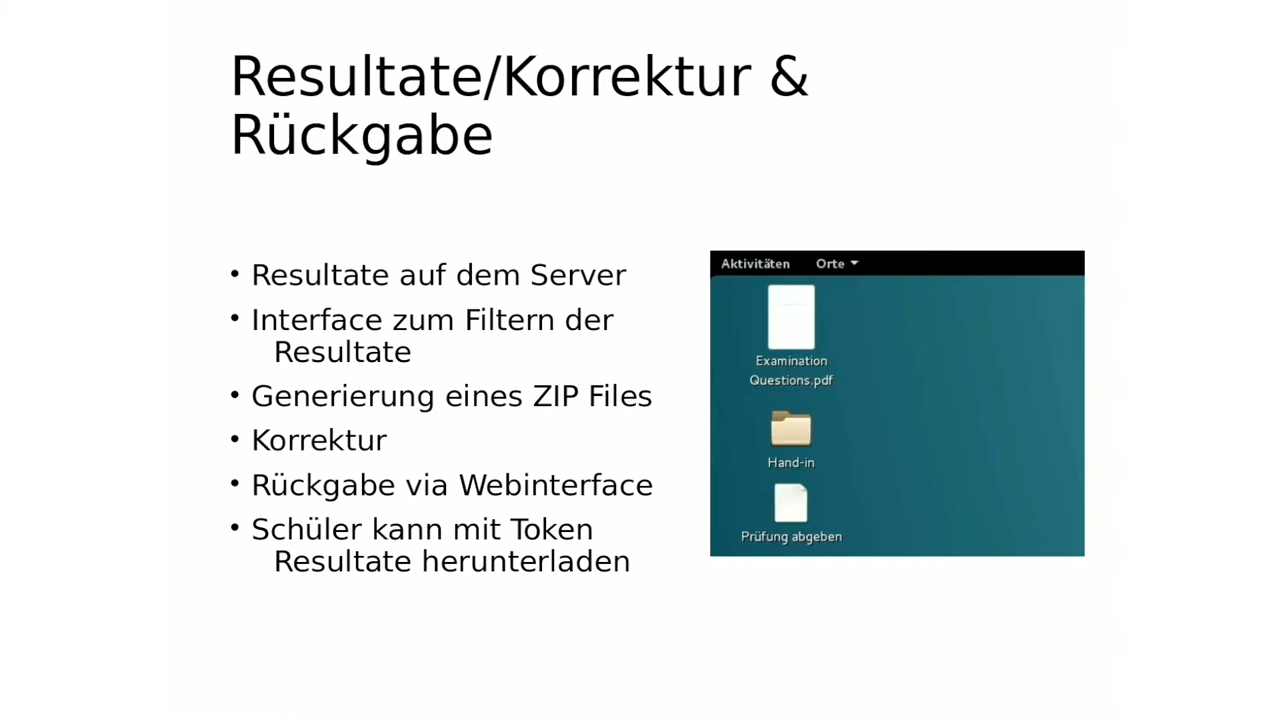 Resultate/Korrektur &
Rückgabe
• Resultate auf dem Server
• Interface zum Filtern der
Resultate
• Generierung eines ZIP Files
• Korrektur
• Rückgabe via Webinterface
• Schüler kann mit Token
Resultate herunterladen
Aktivitäten Orte
Examination
Questions.pdf
Hand-in
Prüfung abgeben